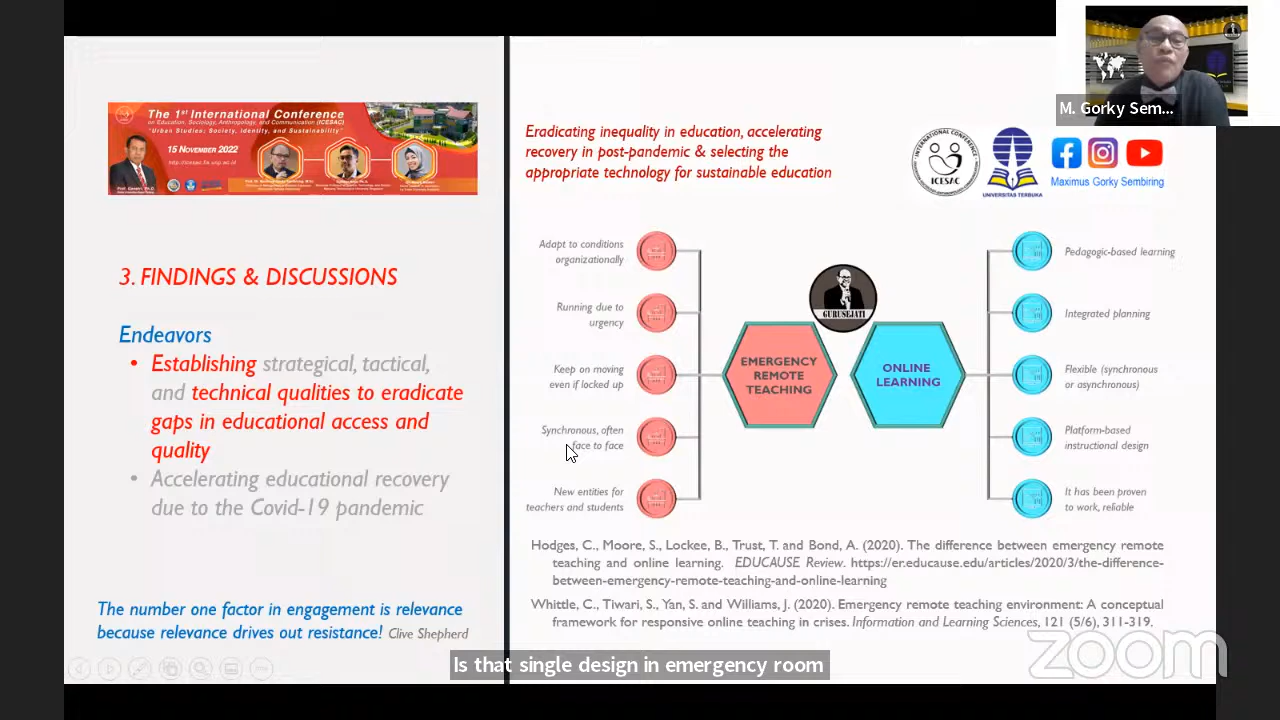 The 1st International Conference
on Education, Sociology, Anthropology, and Communication (ICESAC)
"Urban Studies: Society, Identity, and Sustainability"
15 NOVEMBER 2022
3. FINDINGS & DISCUSSIONS
Endeavors
• Establishing strategical, tactical,
and technical qualities to eradicate
gaps in educational access and
quality
• Accelerating educational recovery
due to the Covid-19 pandemic
The number one factor in engagement is relevance
because relevance drives out resistance! Clive Shepherd
Eradicating inequality in education, accelerating
recovery in post-pandemic & selecting the
appropriate technology for sustainable education
INTERNATIONAL CONFERENCE
ICESAC
UNIVERSITAS TERBUKA
Maximus Gorky Sembiring
Adapt to conditions
organizationally
Running due to
urgency
Keep on moving
even if locked up
Synchronous, often
face to face
New entities for
teachers and students
EMERGENCY
REMOTE
TEACHING
GURUSEJATI
ONLINE
LEARNING
Pedagogic-based learning
Integrated planning
Flexible (synchronous
or asynchronous)
Platform-based
instructional design
It has been proven
to work, reliable
Hodges, C., Moore, S., Lockee, B., Trust, T. and Bond, A. (2020). The difference between emergency remote
teaching and online learning. EDUCAUSE Review. https://er.educause.edu/articles/2020/3/the-difference-
between-emergency-remote-teaching-and-online-learning
Whittle, C., Tiwari, S., Yan, S. and Williams, J. (2020). Emergency remote teaching environment: A conceptual
framework for responsive online teaching in crises. Information and Learning Sciences, 121 (5/6), 311-319.
M. Gorky Sem...
zoom
Is that single design in emergency room